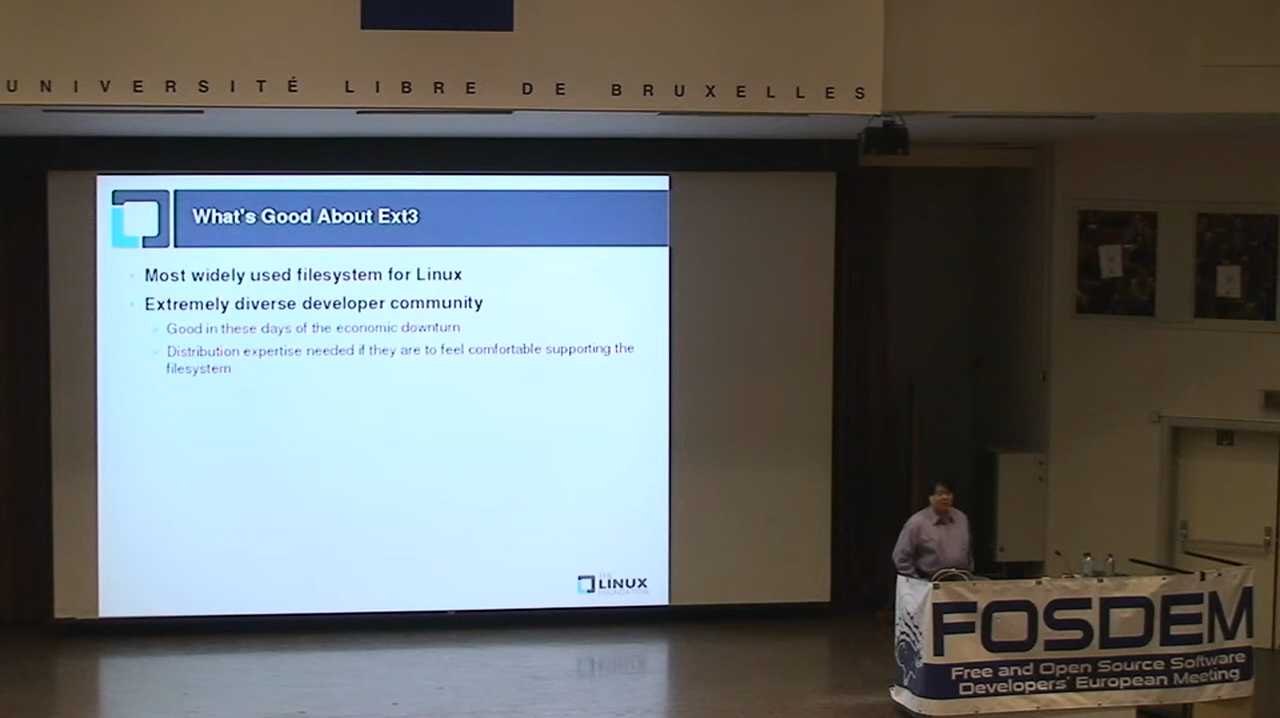 UNIVERSITÉ LIBRE DE BRUXELLES
What's Good About Ext3
Most widely used filesystem for Linux
Extremely diverse developer community
Good in these days of the economic downturn
Distribution expertise needed if they are to feel comfortable supporting the
filesystem
THE
LINUX
FOUNDATION
FOSDEM
Free and Open Source Software
Developers' European Meeting